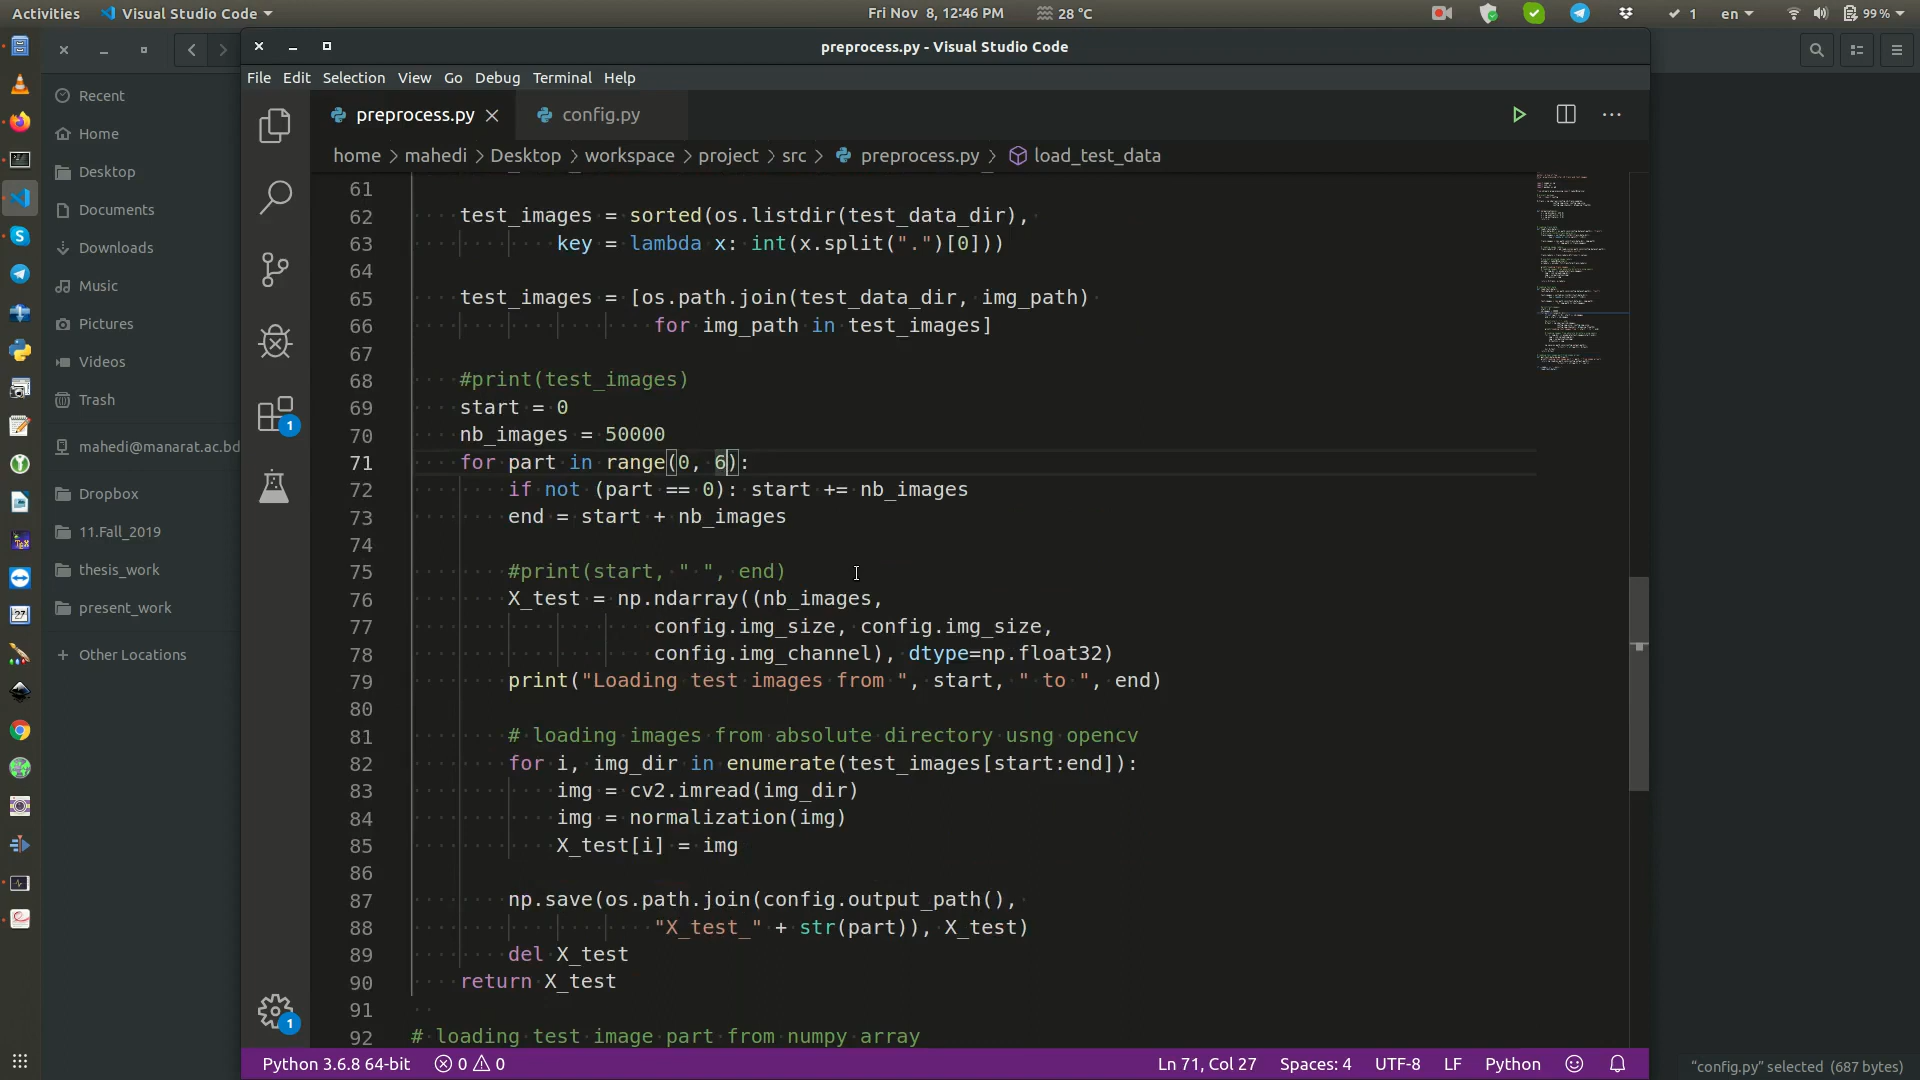 Activities Visual Studio Code Fri Nov 8, 12:46 PM 28 °C 1 en 99 %
preprocess.py - Visual Studio Code
File Edit Selection View Go Debug Terminal Help
Recent
Home
Desktop
Documents
Downloads
Music
Pictures
Videos
Trash
mahedi@manarat.ac.bd
Dropbox
11.Fall_2019
thesis_work
present_work
+ Other Locations
preprocess.py config.py
home > mahedi > Desktop > workspace > project > src > preprocess.py > load_test_data
61
62 test_images = sorted(os.listdir(test_data_dir),
63 key = lambda x: int(x.split(".")[0]))
64
65 test_images = [os.path.join(test_data_dir, img_path)
66 for img_path in test_images]
67
68 #print(test_images)
69 start = 0
70 nb_images = 50000
71 for part in range(0, 6):
72 if not (part == 0): start += nb_images
73 end = start + nb_images
74
75 #print(start, " ", end)
76 X_test = np.ndarray((nb_images,
77 config.img_size, config.img_size,
78 config.img_channel), dtype=np.float32)
79 print("Loading test images from ", start, " to ", end)
80
81 # loading images from absolute directory usng opencv
82 for i, img_dir in enumerate(test_images[start:end]):
83 img = cv2.imread(img_dir)
84 img = normalization(img)
85 X_test[i] = img
86
87 np.save(os.path.join(config.output_path(),
88 "X_test_" + str(part)), X_test)
89 del X_test
90 return X_test
91
92 # loading test image part from numpy array
1
1
Python 3.6.8 64-bit 0 0 Ln 71, Col 27 Spaces: 4 UTF-8 LF Python
"config.py" selected (687 bytes)